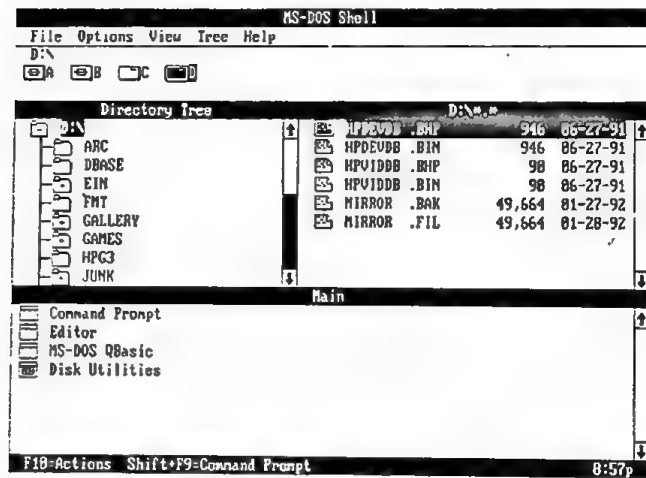 MS-DOS Shell
File Options View Tree Help
D:\
A B C D
Directory Tree
D:\
ARC
DBASE
EIN
FMT
GALLERY
GAMES
HPG3
JUNK
D:\*.*
HPDEVDB .BHP 946 06-27-91
HPDEVDB .BIN 946 06-27-91
HPVIDDB .BHP 98 06-27-91
HPVIDDB .BIN 98 06-27-91
MIRROR .BAK 49,664 01-27-92
MIRROR .FIL 49,664 01-28-92
Main
Command Prompt
Editor
MS-DOS QBasic
Disk Utilities
F10=Actions Shift+F9=Command Prompt 8:57p